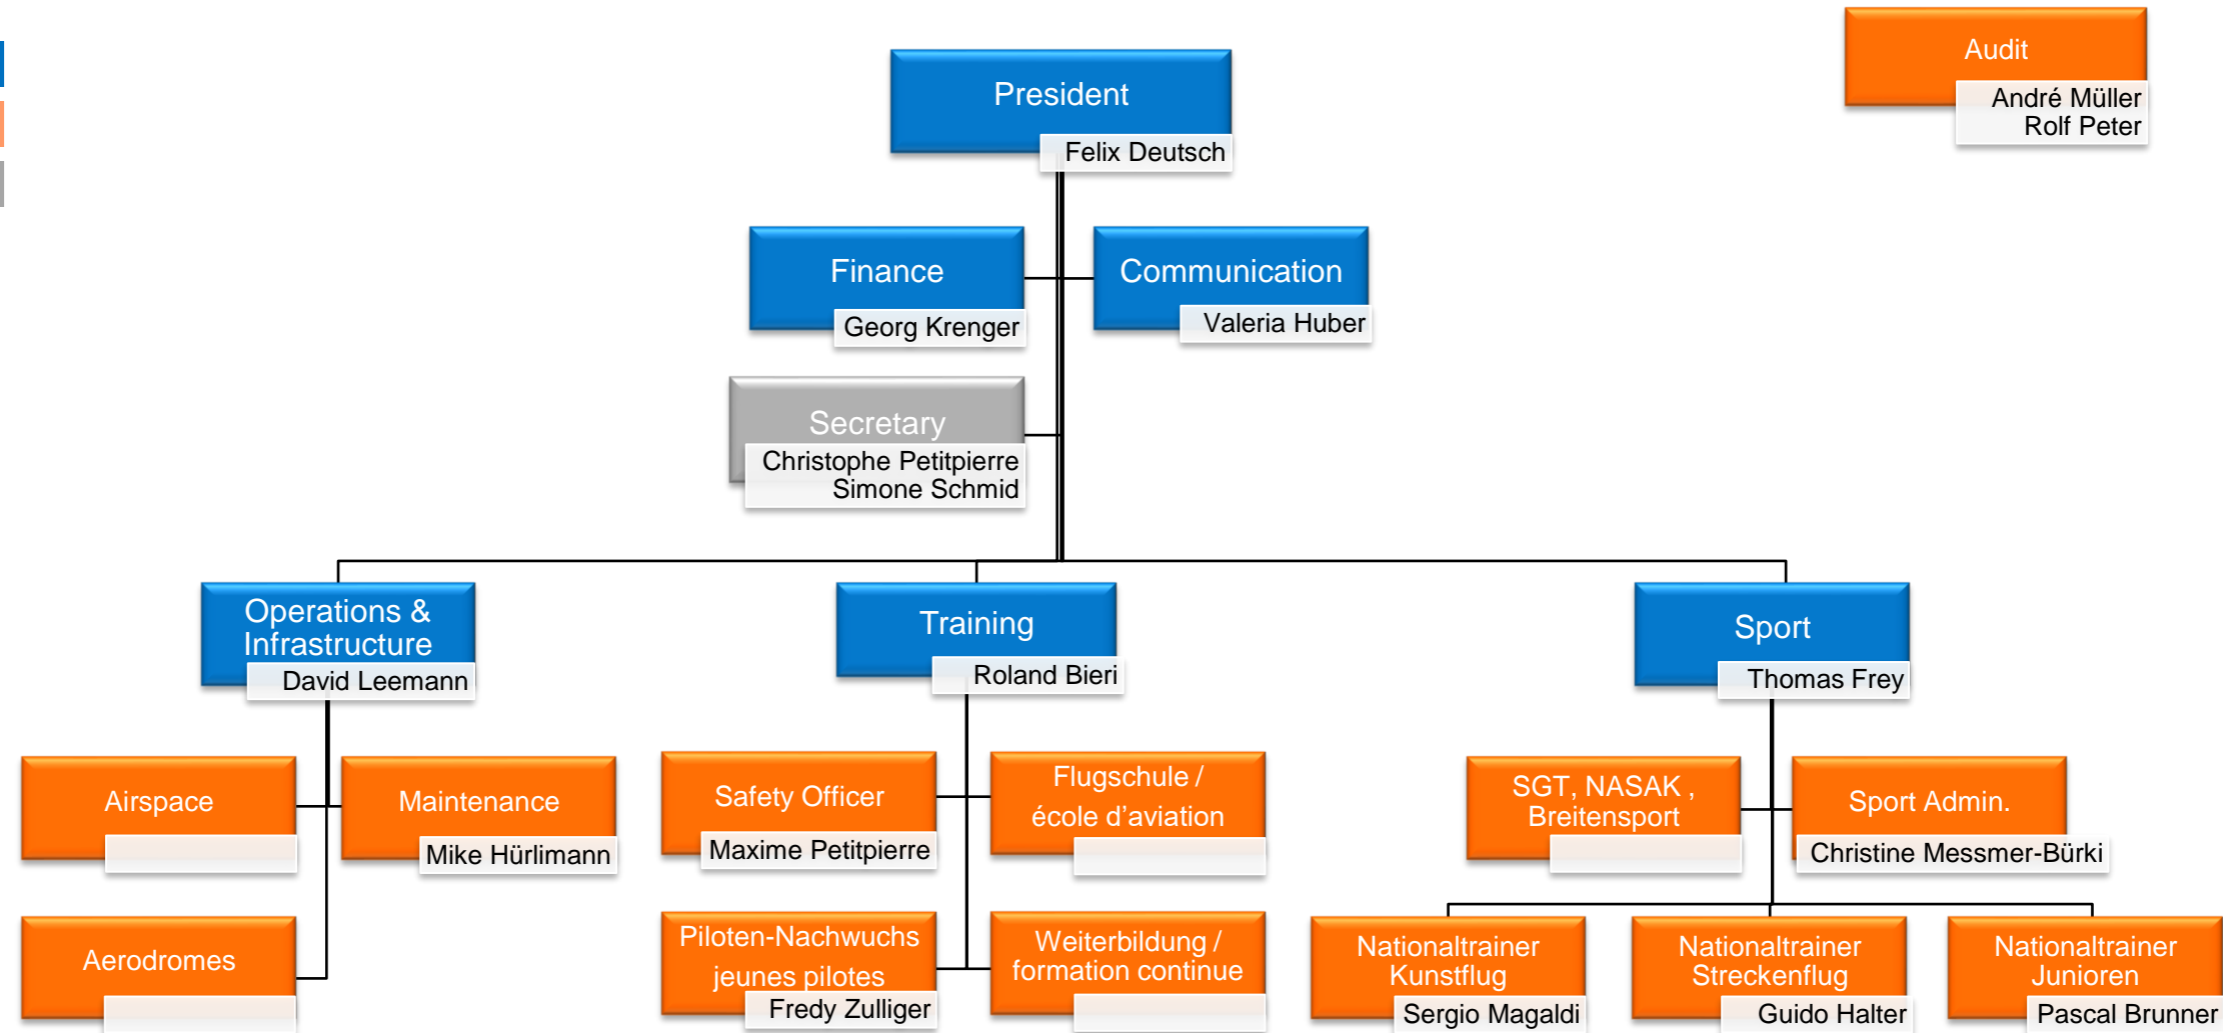 Audit
André Müller
Rolf Peter
President
Felix Deutsch
Finance
Georg Krenger
Communication
Valeria Huber
Secretary
Christophe Petitpierre
Simone Schmid
Operations &
Infrastructure
David Leemann
Training
Roland Bieri
Sport
Thomas Frey
Airspace
Maintenance
Mike Hürlimann
Safety Officer
Maxime Petitpierre
Flugschule /
école d’aviation
SGT, NASAK ,
Breitensport
Sport Admin.
Christine Messmer-Bürki
Aerodromes
Piloten-Nachwuchs
jeunes pilotes
Fredy Zulliger
Weiterbildung /
formation continue
Nationaltrainer
Kunstflug
Sergio Magaldi
Nationaltrainer
Streckenflug
Guido Halter
Nationaltrainer
Junioren
Pascal Brunner